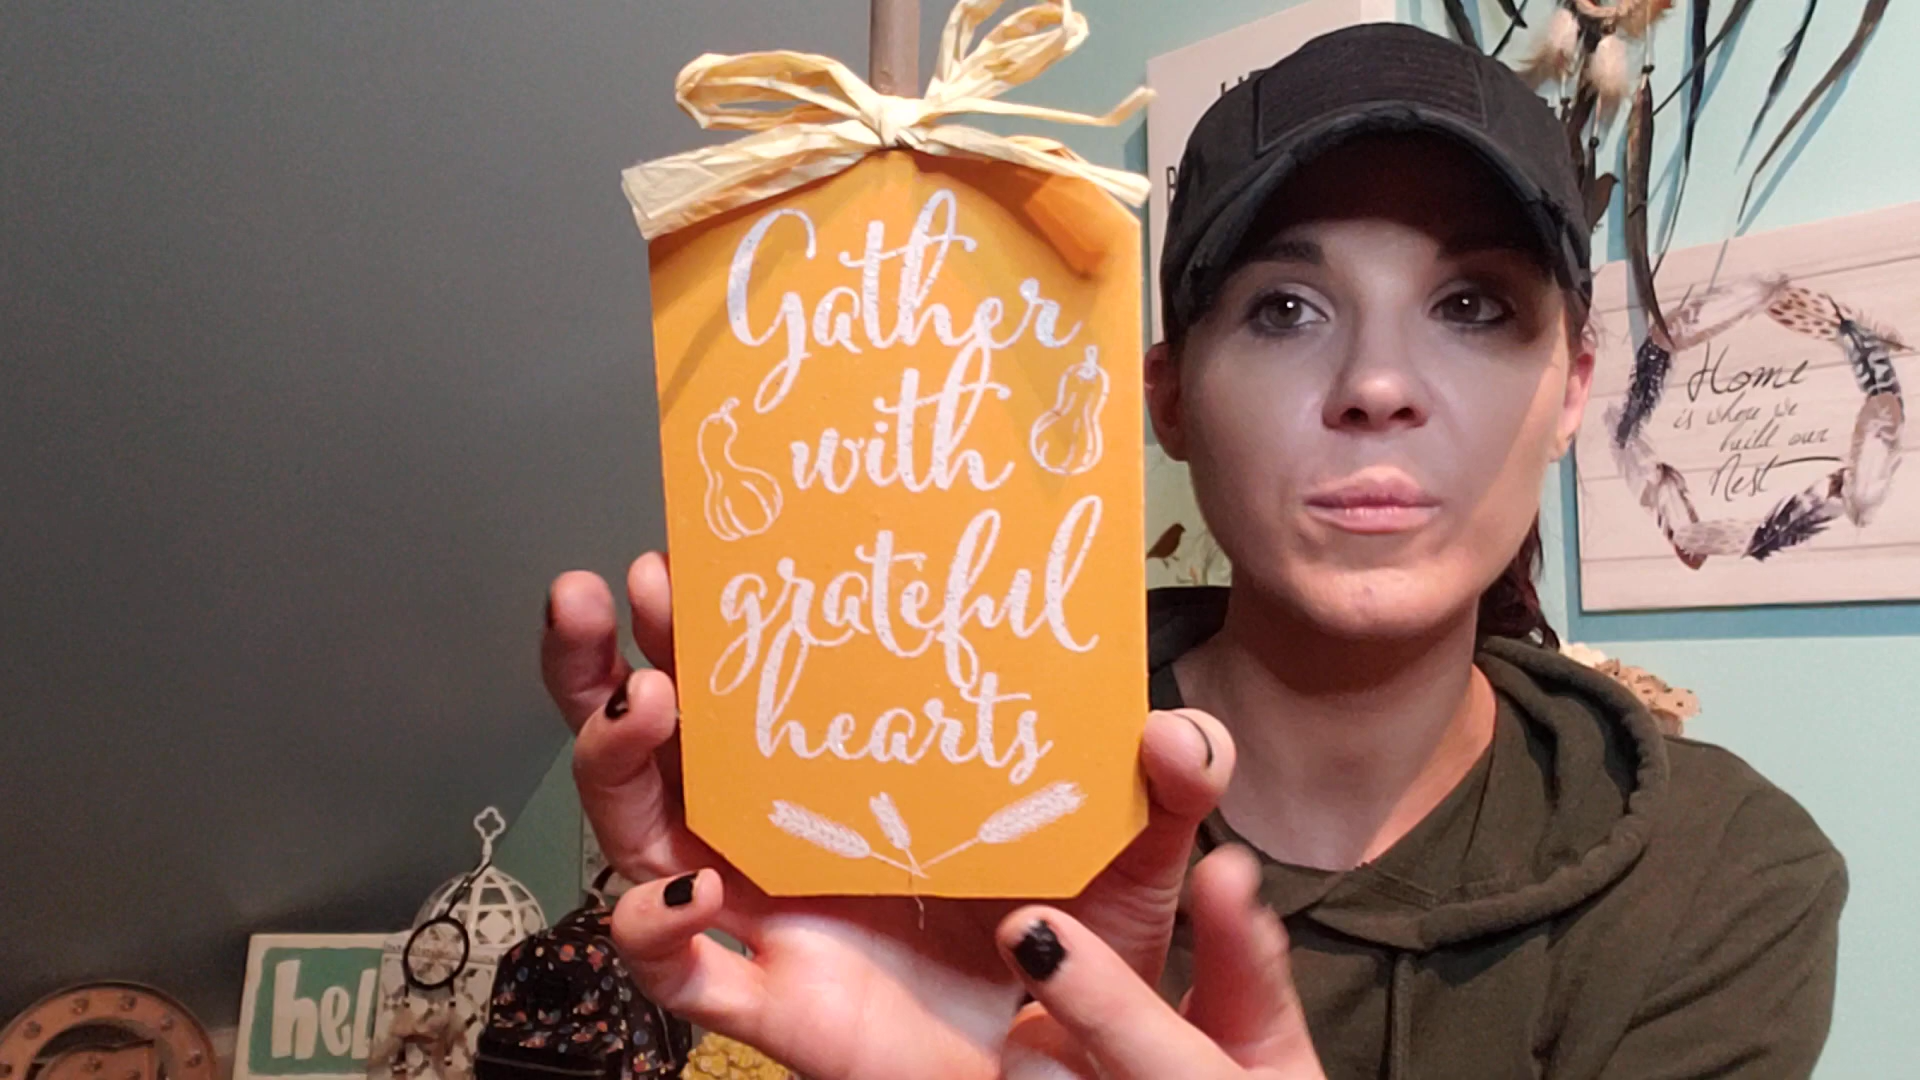 Gather
with
grateful
hearts
Home
is where we
build our
Nest
hel